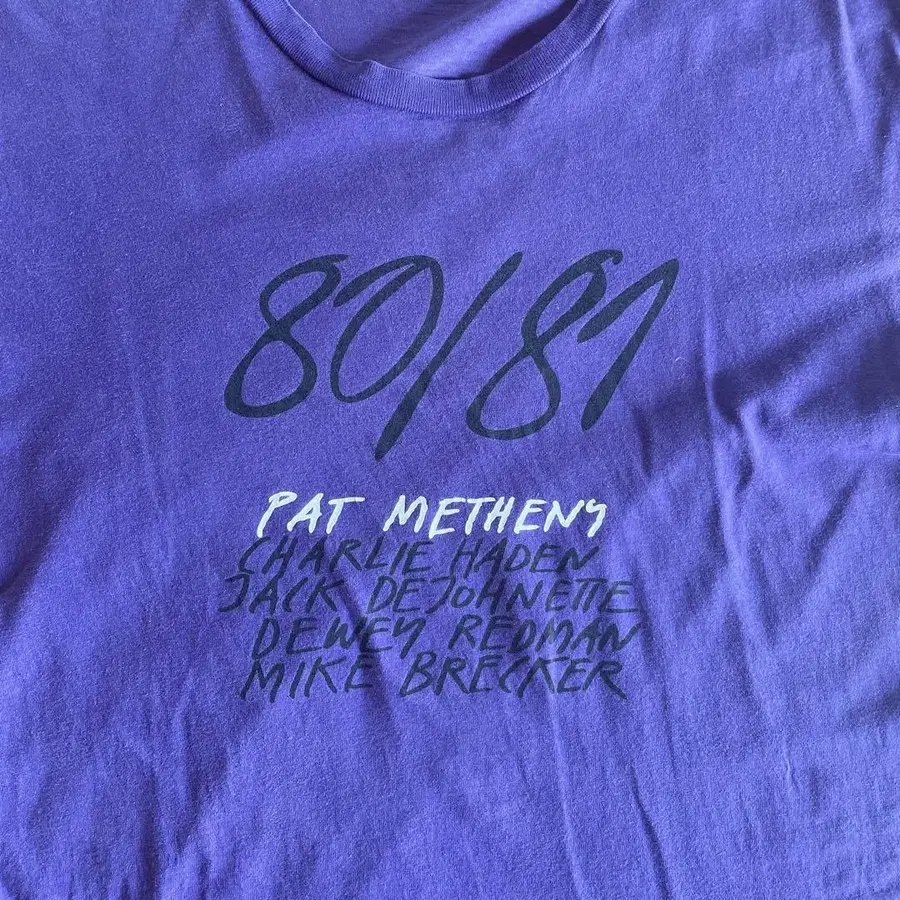 80/81
PAT METHENY
CHARLIE HADEN
JACK DEJOHNETTE
DEWEY REDMAN
MIKE BRECKER